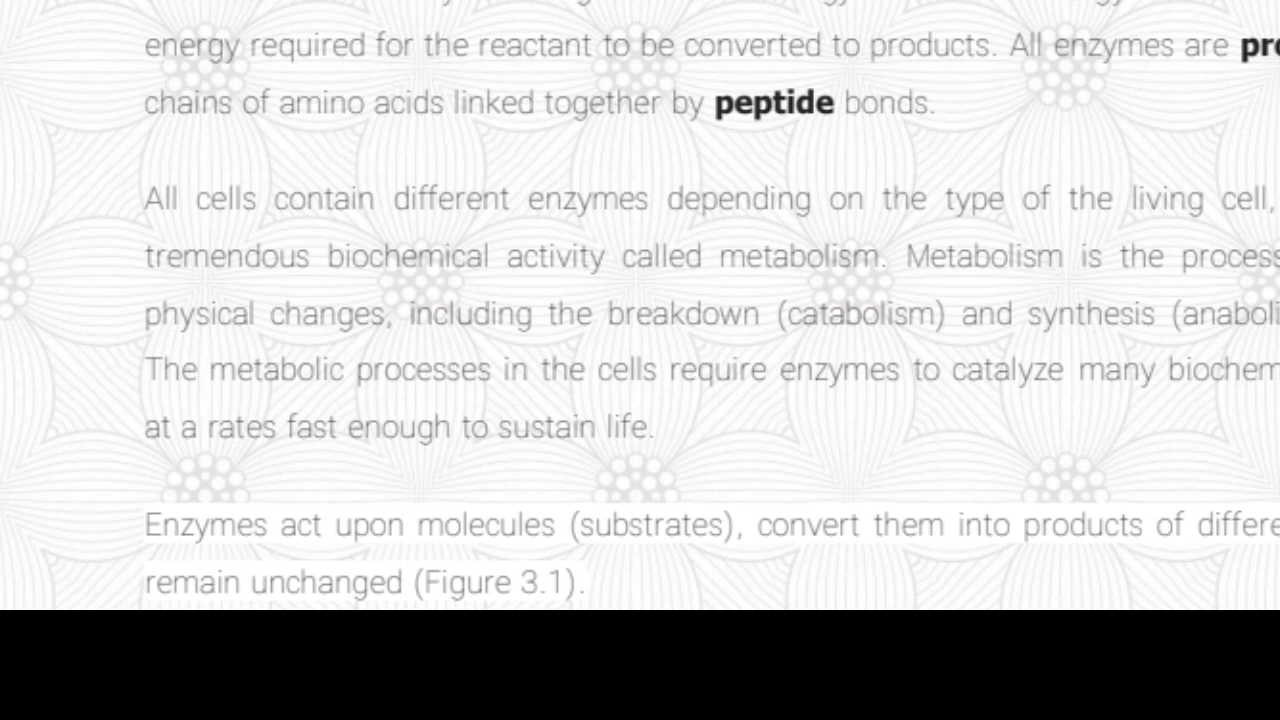 energy required for the reactant to be converted to products. All enzymes are
chains of amino acids linked together by peptide bonds.
All cells contain different enzymes depending on the type of the living cell,
tremendous biochemical activity called metabolism. Metabolism is the
physical changes, including the breakdown (catabolism) and synthesis
The metabolic processes in the cells require enzymes to catalyze many
at a rates fast enough to sustain life.
Enzymes act upon molecules (substrates), convert them into products of
remain unchanged (Figure 3.1).